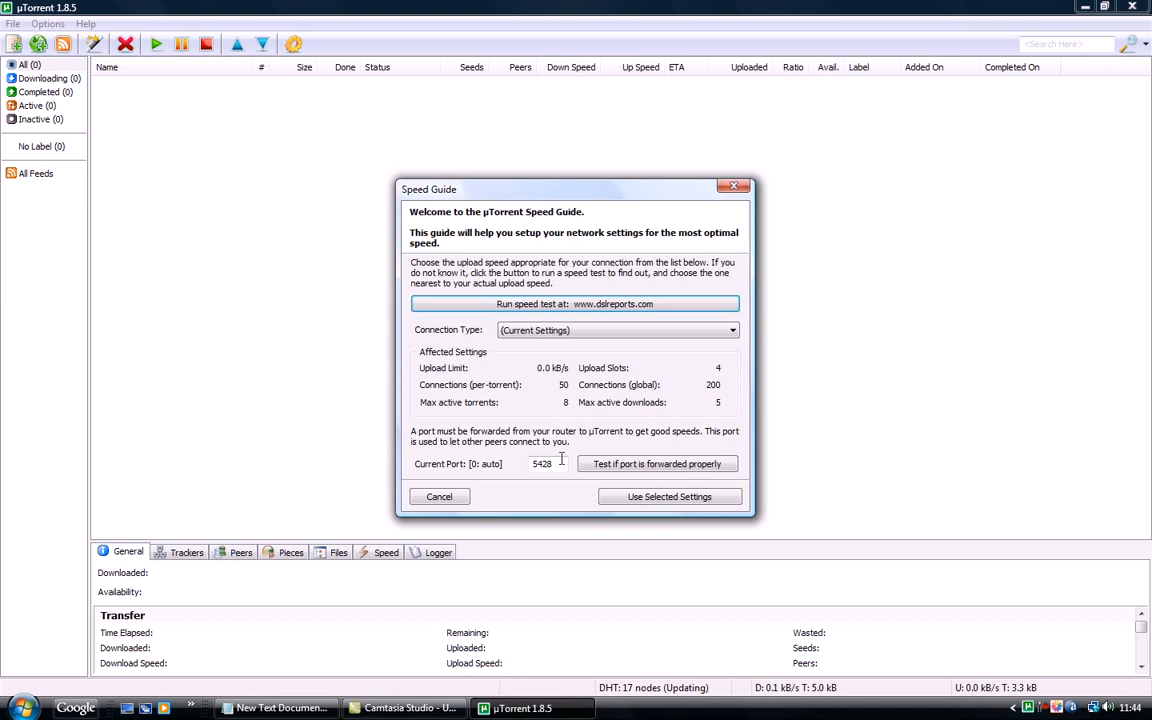 µTorrent 1.8.5
File Options Help
<Search Here>
All (0)
Downloading (0)
Completed (0)
Active (0)
Inactive (0)
No Label (0)
All Feeds
Name # Size Done Status Seeds Peers Down Speed Up Speed ETA Uploaded Ratio Avail. Label Added On Completed On
Speed Guide
Welcome to the µTorrent Speed Guide.
This guide will help you setup your network settings for the most optimal
speed.
Choose the upload speed appropriate for your connection from the list below. If you
do not know it, click the button to run a speed test to find out, and choose the one
nearest to your actual upload speed.
Run speed test at: www.dslreports.com
Connection Type: (Current Settings)
Affected Settings
Upload Limit: 0.0 kB/s Upload Slots: 4
Connections (per-torrent): 50 Connections (global): 200
Max active torrents: 8 Max active downloads: 5
A port must be forwarded from your router to µTorrent to get good speeds. This port
is used to let other peers connect to you.
Current Port: [0: auto] 5428 Test if port is forwarded properly
Cancel Use Selected Settings
General Trackers Peers Pieces Files Speed Logger
Downloaded:
Availability:
Transfer
Time Elapsed: Remaining: Wasted:
Downloaded: Uploaded: Seeds:
Download Speed: Upload Speed: Peers:
DHT: 17 nodes (Updating) D: 0.1 kB/s T: 5.0 kB U: 0.0 kB/s T: 3.3 kB
Google New Text Documen... Camtasia Studio - U... µTorrent 1.8.5 11:44